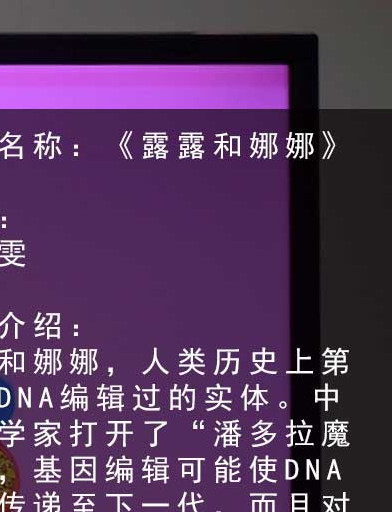 名称：《露露和娜娜》
：
雯
介绍：
和娜娜，人类历史上第
DNA编辑过的实体。中
学家打开了“潘多拉魔
，基因编辑可能使DNA
传递至下一代，而且对